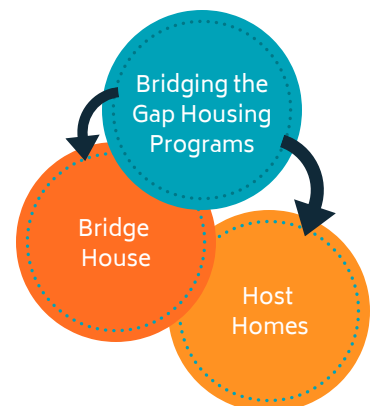 Bridging the
Gap Housing
Programs
Bridge
House
Host
Homes